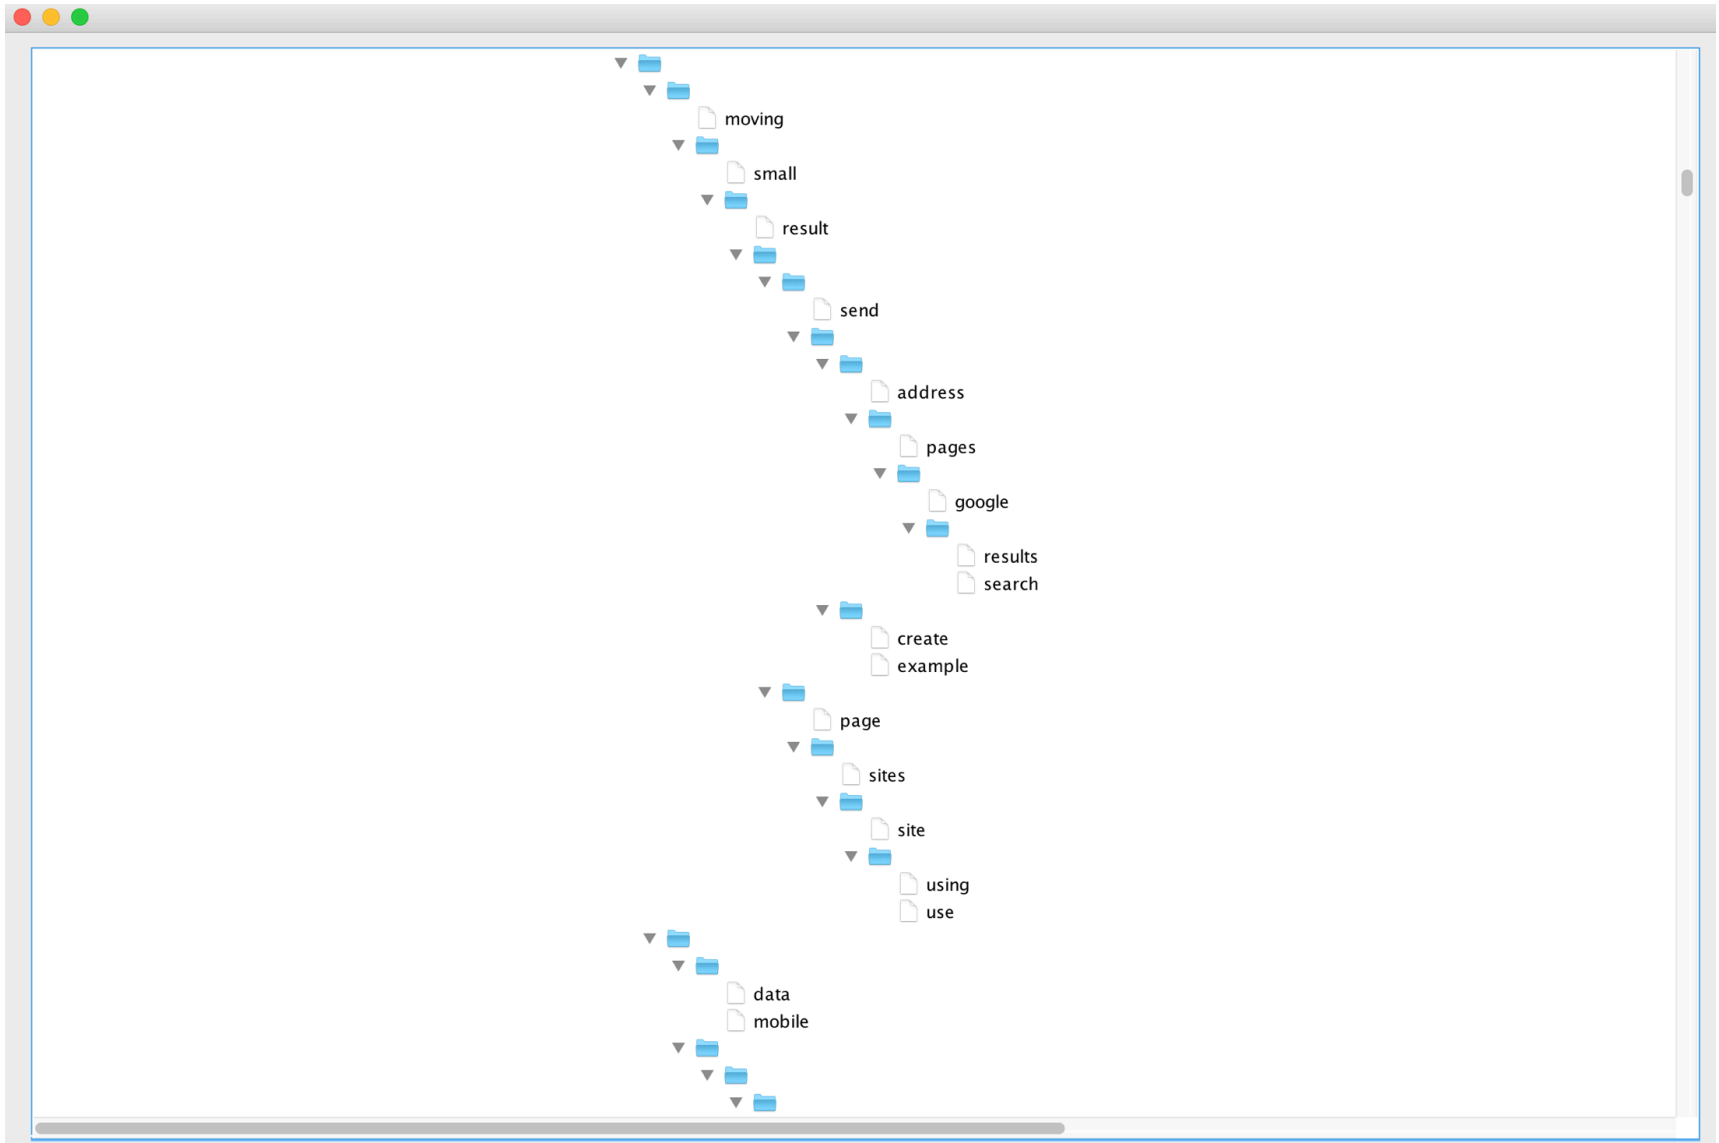 moving
small
result
send
address
pages
google
results
search
create
example
page
sites
site
using
use
data
mobile